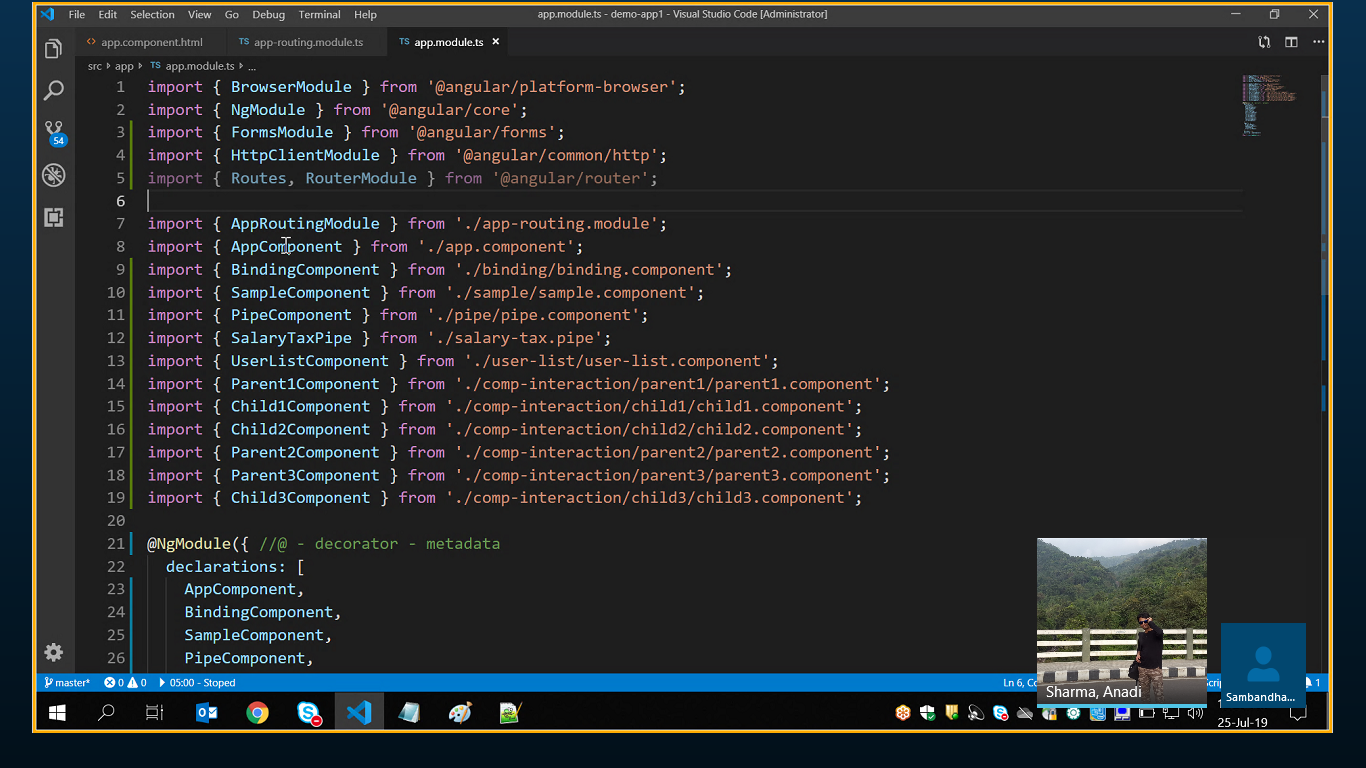 File Edit Selection View Go Debug Terminal Help
app.module.ts - demo-app1 - Visual Studio Code [Administrator]
<> app.component.html
TS app-routing.module.ts
TS app.module.ts ×
src › app › TS app.module.ts › ...
1 import { BrowserModule } from '@angular/platform-browser';
2 import { NgModule } from '@angular/core';
3 import { FormsModule } from '@angular/forms';
4 import { HttpClientModule } from '@angular/common/http';
5 import { Routes, RouterModule } from '@angular/router';
6
7 import { AppRoutingModule } from './app-routing.module';
8 import { AppComponent } from './app.component';
9 import { BindingComponent } from './binding/binding.component';
10 import { SampleComponent } from './sample/sample.component';
11 import { PipeComponent } from './pipe/pipe.component';
12 import { SalaryTaxPipe } from './salary-tax.pipe';
13 import { UserListComponent } from './user-list/user-list.component';
14 import { Parent1Component } from './comp-interaction/parent1/parent1.component';
15 import { Child1Component } from './comp-interaction/child1/child1.component';
16 import { Child2Component } from './comp-interaction/child2/child2.component';
17 import { Parent2Component } from './comp-interaction/parent2/parent2.component';
18 import { Parent3Component } from './comp-interaction/parent3/parent3.component';
19 import { Child3Component } from './comp-interaction/child3/child3.component';
20
21 @NgModule({ //@ - decorator - metadata
22 declarations: [
23 AppComponent,
24 BindingComponent,
25 SampleComponent,
26 PipeComponent,
54
Sharma, Anadi
Sambandha...
master* 0 0 05:00 - Stoped
Ln 6,
1
25-Jul-19